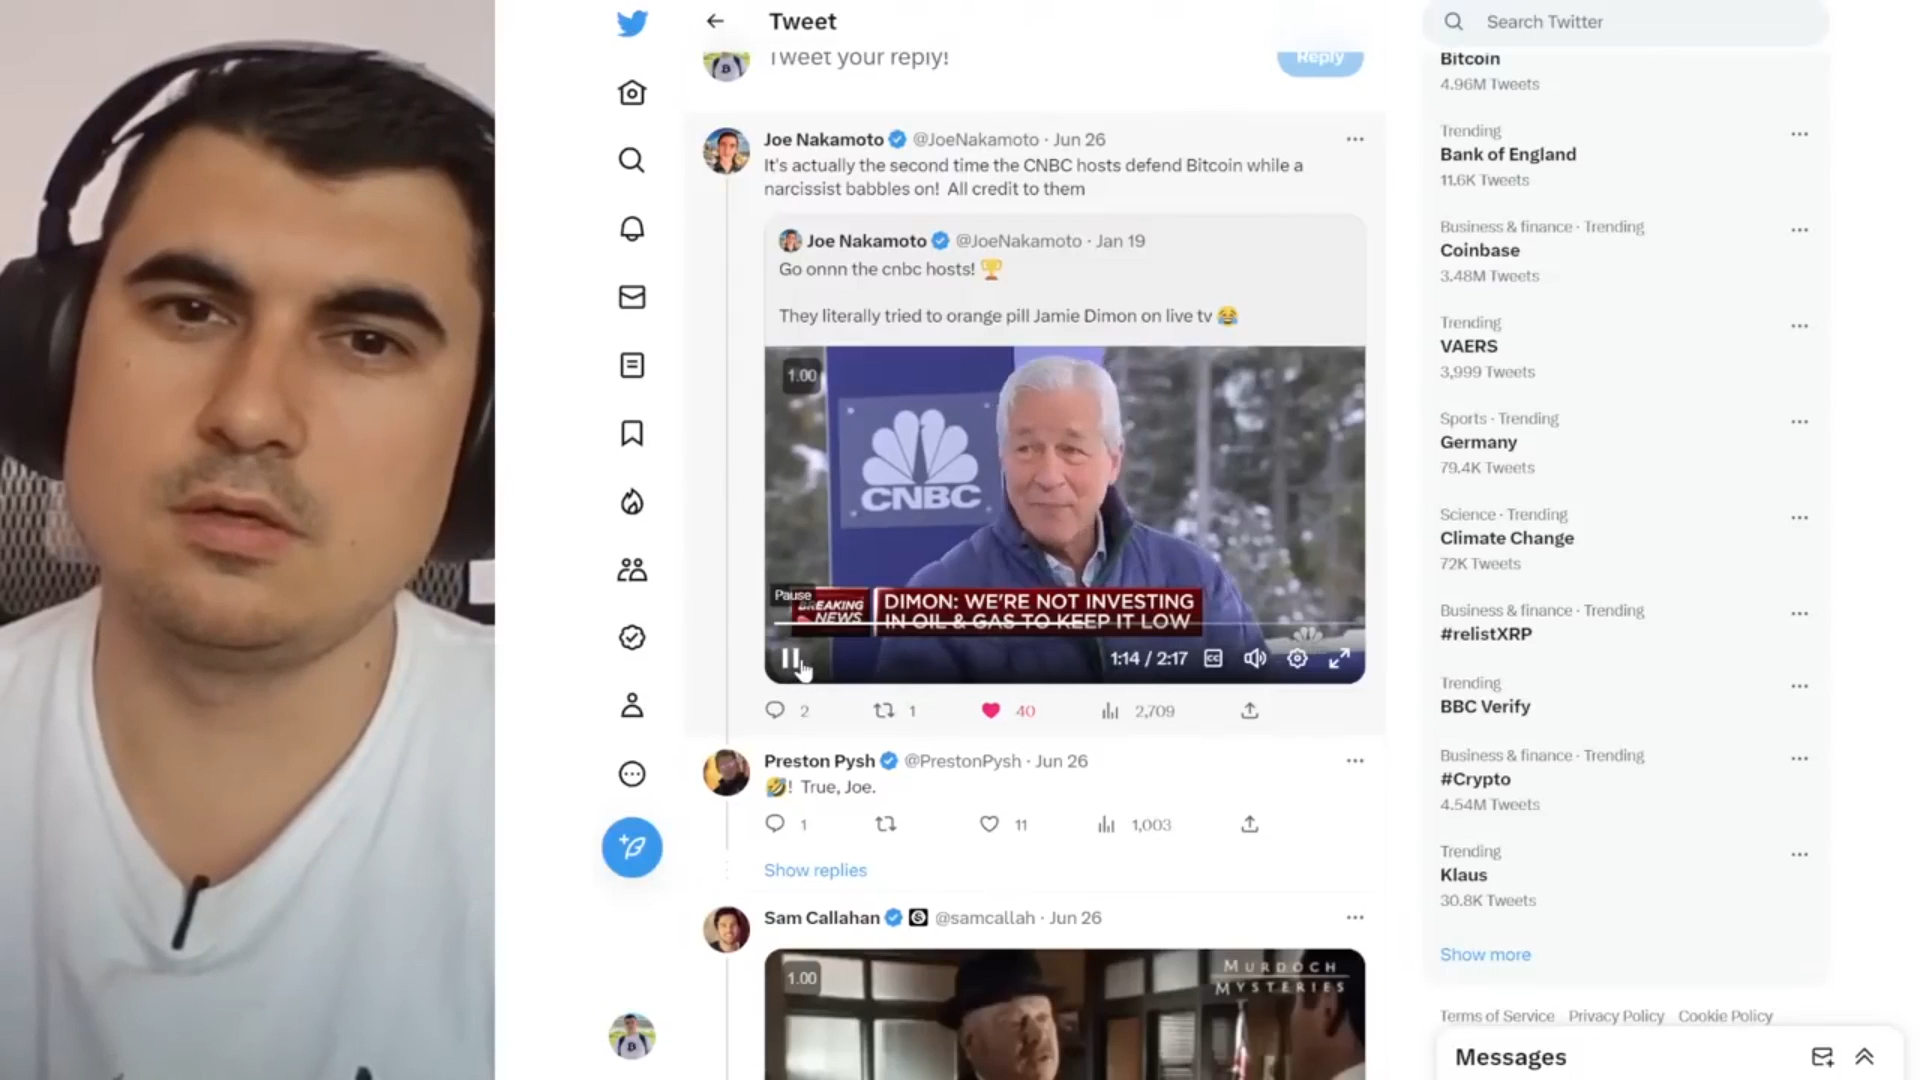 Tweet
Tweet your reply!
Reply
Joe Nakamoto @JoeNakamoto · Jun 26
It's actually the second time the CNBC hosts defend Bitcoin while a
narcissist babbles on! All credit to them
Joe Nakamoto @JoeNakamoto · Jan 19
Go onnn the cnbc hosts! 🏆
They literally tried to orange pill Jamie Dimon on live tv 😂
1.00
CNBC
Pause
BREAKING
NEWS
DIMON: WE'RE NOT INVESTING
IN OIL & GAS TO KEEP IT LOW
1:14 / 2:17
CC
2
1
40
2,709
Preston Pysh @PrestonPysh · Jun 26
🤣! True, Joe.
1
11
1,003
Show replies
Sam Callahan @samcallah · Jun 26
1.00
MURDOCH
MYSTERIES
B
B
Search Twitter
Bitcoin
4.96M Tweets
Trending
Bank of England
11.6K Tweets
Business & finance · Trending
Coinbase
3.48M Tweets
Trending
VAERS
3,999 Tweets
Sports · Trending
Germany
79.4K Tweets
Science · Trending
Climate Change
72K Tweets
Business & finance · Trending
#relistXRP
Trending
BBC Verify
Business & finance · Trending
#Crypto
4.54M Tweets
Trending
Klaus
30.8K Tweets
Show more
Terms of Service Privacy Policy Cookie Policy
Messages